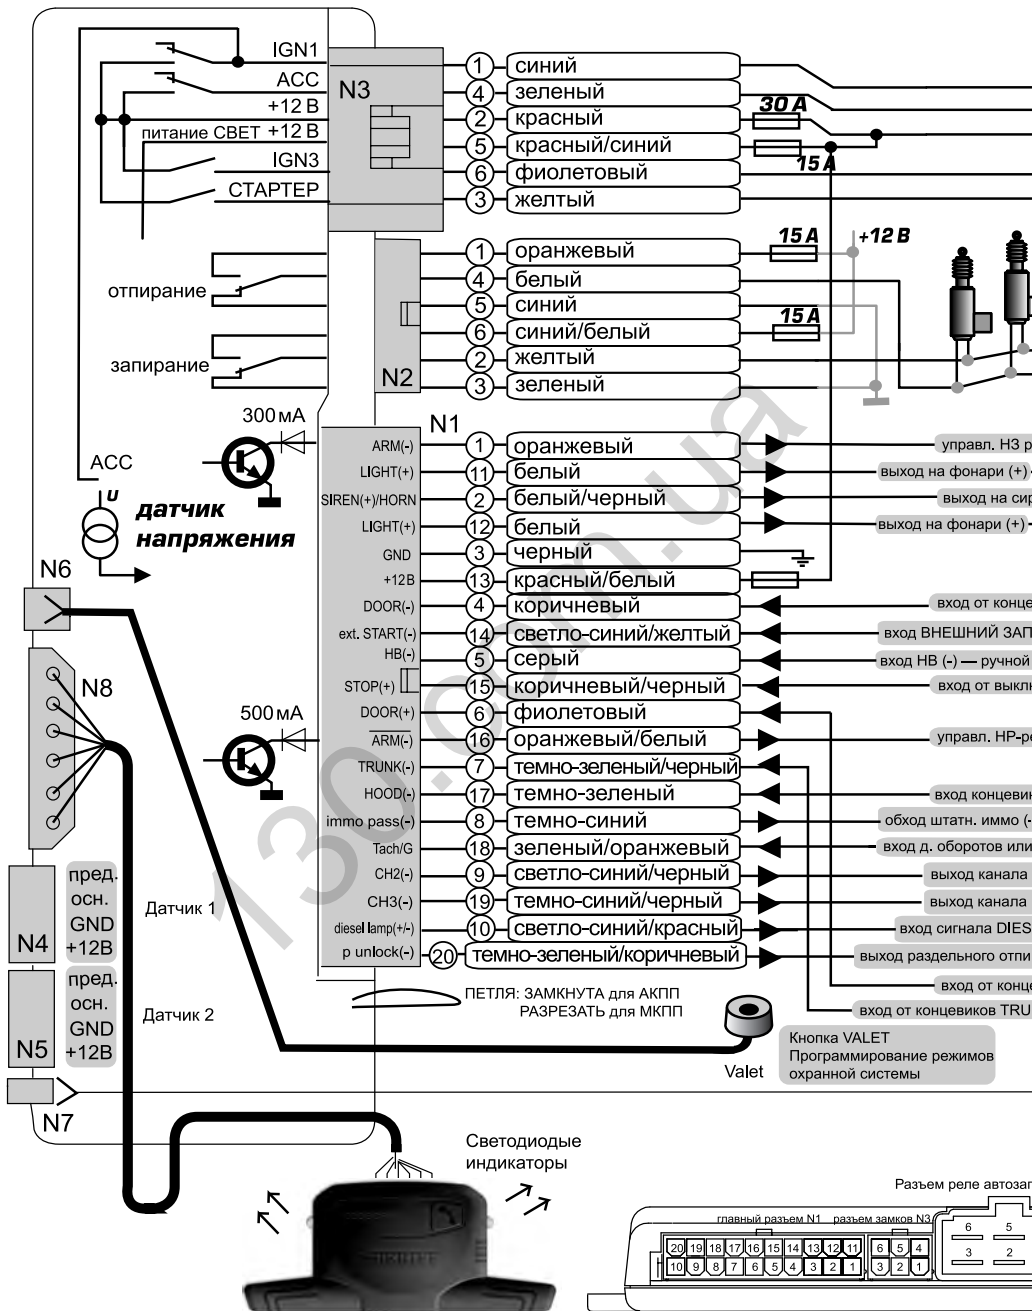 IGN1
ACC
+12 В
питание СВЕТ +12 В
IGN3
СТАРТЕР
N3
1 синий
4 зеленый
2 красный
5 красный/синий
6 фиолетовый
3 желтый
30 А
15 А
отпирание
запирание
N2
1 оранжевый
4 белый
5 синий
6 синий/белый
2 желтый
3 зеленый
15 А
+12 В
15 А
300 мА
ACC
U
датчик
напряжения
500 мА
N1
ARM(-) 1 оранжевый управл. НЗ р
LIGHT(+) 11 белый выход на фонари (+)
SIREN(+)/HORN 2 белый/черный выход на сир
LIGHT(+) 12 белый выход на фонари (+)
GND 3 черный
+12В 13 красный/белый
DOOR(-) 4 коричневый вход от конце
ext. START(-) 14 светло-синий/желтый вход ВНЕШНИЙ ЗАП
HB(-) 5 серый вход НВ (-) — ручной
STOP(+) 15 коричневый/черный вход от выкл
DOOR(+) 6 фиолетовый
ARM(-) 16 оранжевый/белый управл. НР-ре
TRUNK(-) 7 темно-зеленый/черный
HOOD(-) 17 темно-зеленый вход концевик
immo pass(-) 8 темно-синий обход штатн. иммо (-
Tach/G 18 зеленый/оранжевый вход д. оборотов или
CH2(-) 9 светло-синий/черный выход канала
CH3(-) 19 темно-синий/черный выход канала
diesel lamp(+/-) 10 светло-синий/красный вход сигнала DIES
p unlock(-) 20 темно-зеленый/коричневый выход раздельного отпи
вход от конце
вход от концевиков TRU
N6
N8
N4
пред.
осн.
GND
+12В
Датчик 1
N5
пред.
осн.
GND
+12В
Датчик 2
N7
ПЕТЛЯ: ЗАМКНУТА для АКПП
РАЗРЕЗАТЬ для МКПП
Valet
Кнопка VALET
Программирование режимов
охранной системы
Светодиодые
индикаторы
Разъем реле автозап
главный разъем N1 разъем замков N3
20 19 18 17 16 15 14 13 12 11 6 5 4
10 9 8 7 6 5 4 3 2 1 3 2 1
6 5
3 2
130.com.ua